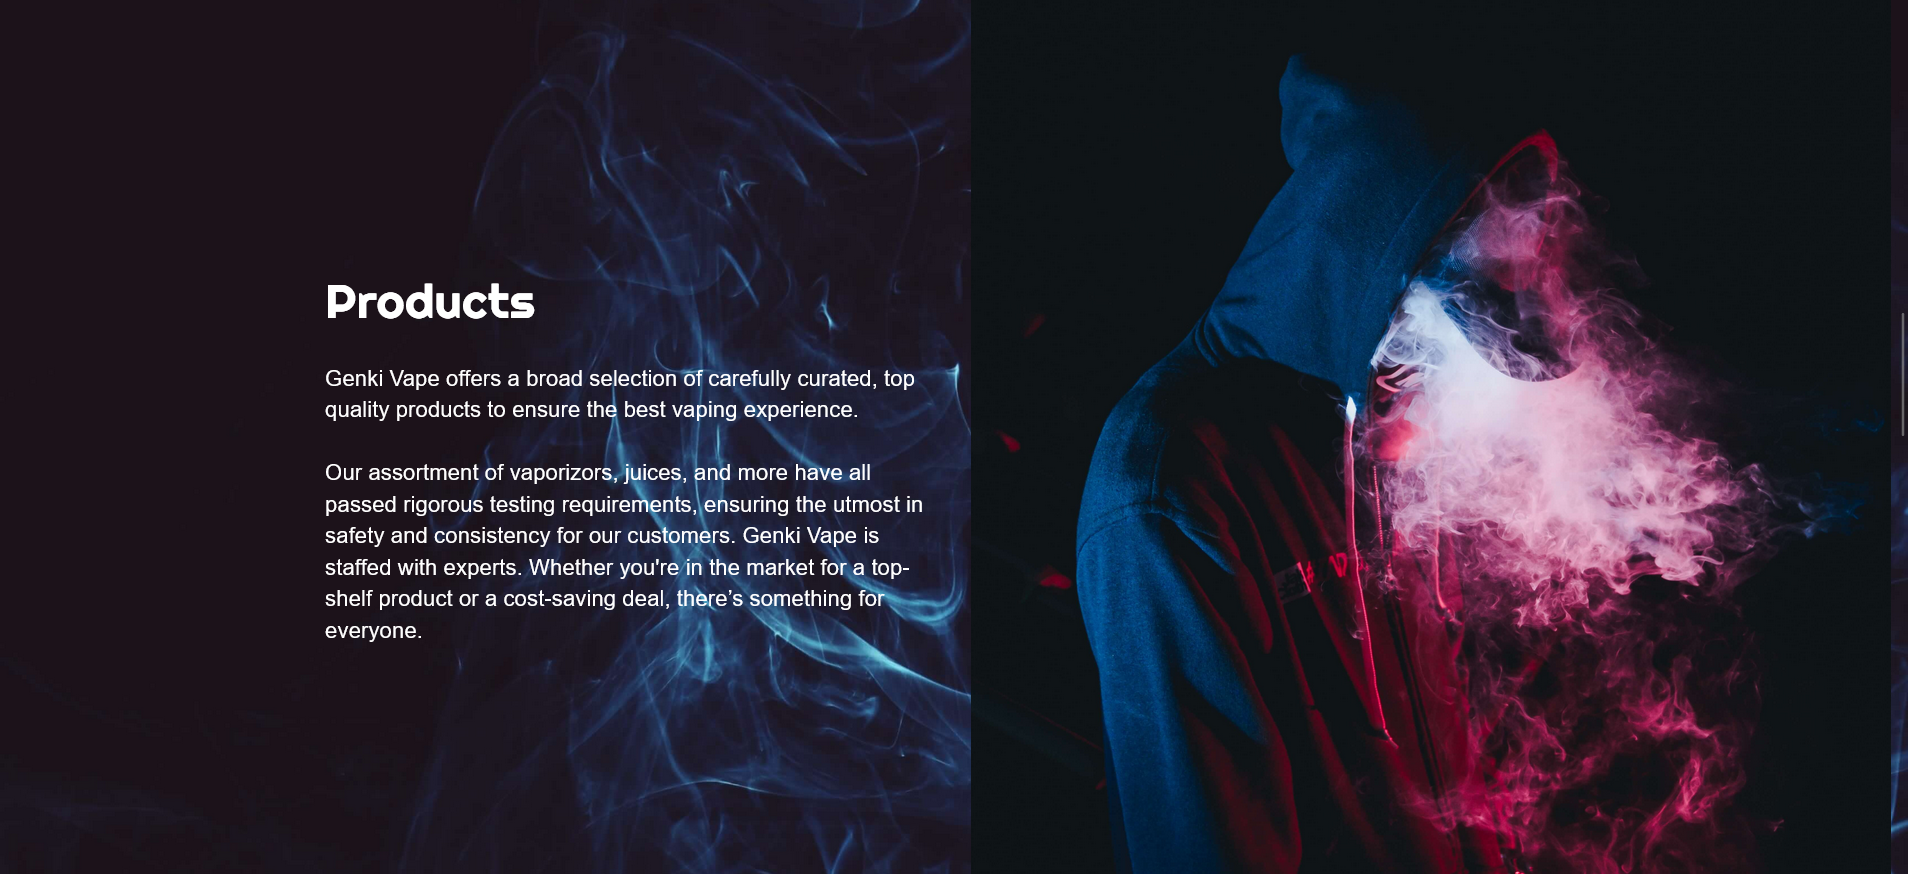 Products
Genki Vape offers a broad selection of carefully curated, top
quality products to ensure the best vaping experience.
Our assortment of vaporizors, juices, and more have all
passed rigorous testing requirements, ensuring the utmost in
safety and consistency for our customers. Genki Vape is
staffed with experts. Whether you're in the market for a top-
shelf product or a cost-saving deal, there’s something for
everyone.